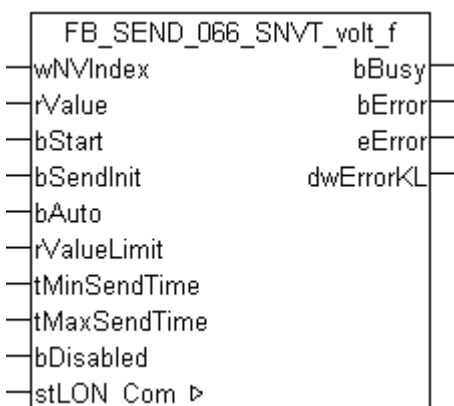 FB_SEND_066_SNVT_volt_f
wNVIndex bBusy
rValue bError
bStart eError
bSendInit dwErrorKL
bAuto
rValueLimit
tMinSendTime
tMaxSendTime
bDisabled
stLON_Com ▷